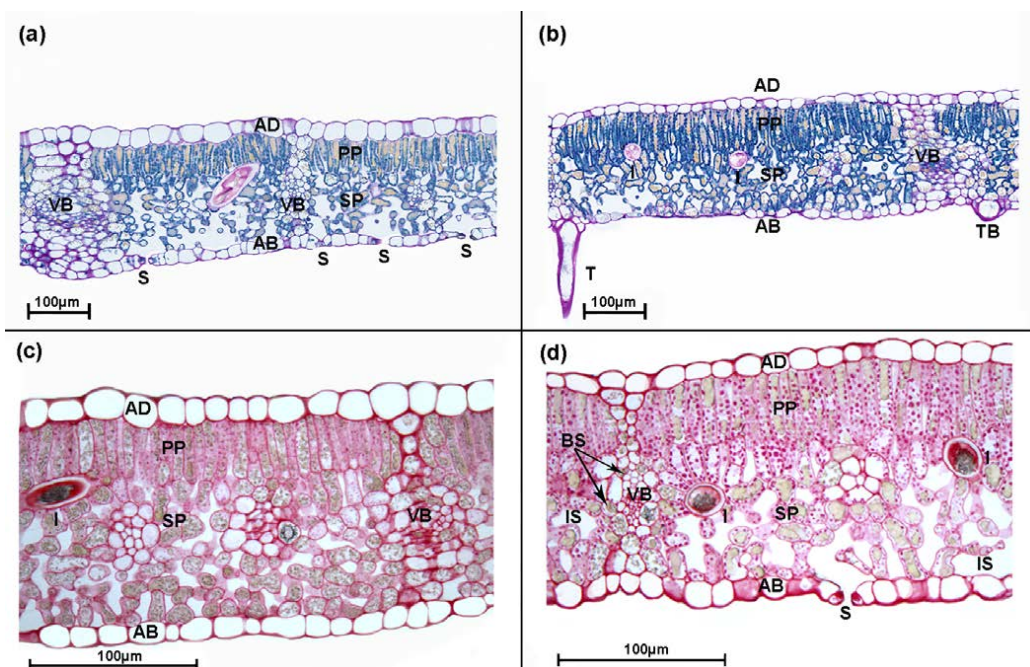 (a)
AD
PP
VB
VB
SP
AB
S
S
S
S
100µm
(b)
AD
PP
VB
I
I
SP
AB
TB
T
100µm
(c)
AD
PP
I
SP
VB
AB
100µm
(d)
AD
PP
BS
I
VB
I
IS
SP
IS
AB
S
100µm